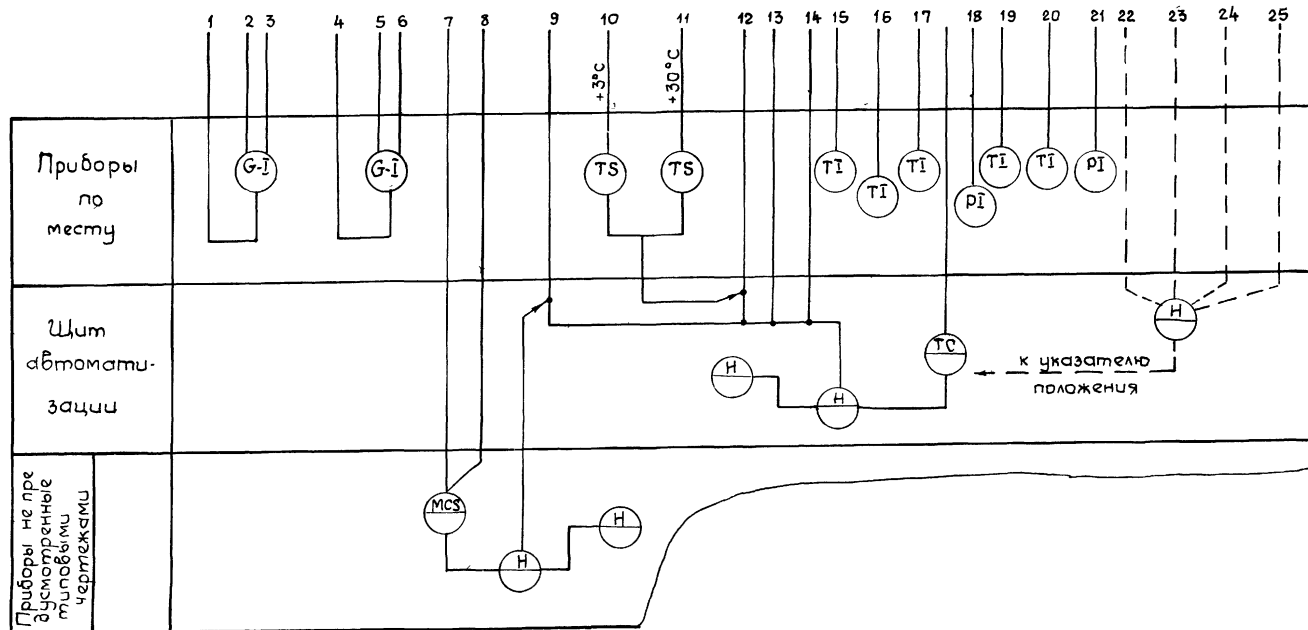 1 2 3 4 5 6 7 8 9 10 11 12 13 14 15 16 17 18 19 20 21 22 23 24 25
+3°C
+30°C
Приборы
по
месту
G-I
G-I
TS
TS
TI
TI
TI
PI
TI
TI
PI
Щит
автомати-
зации
H
H
TC
H
к указателю
положения
Приборы не пре
дусмотренные
типовыми
чертежами
MCS
H
H